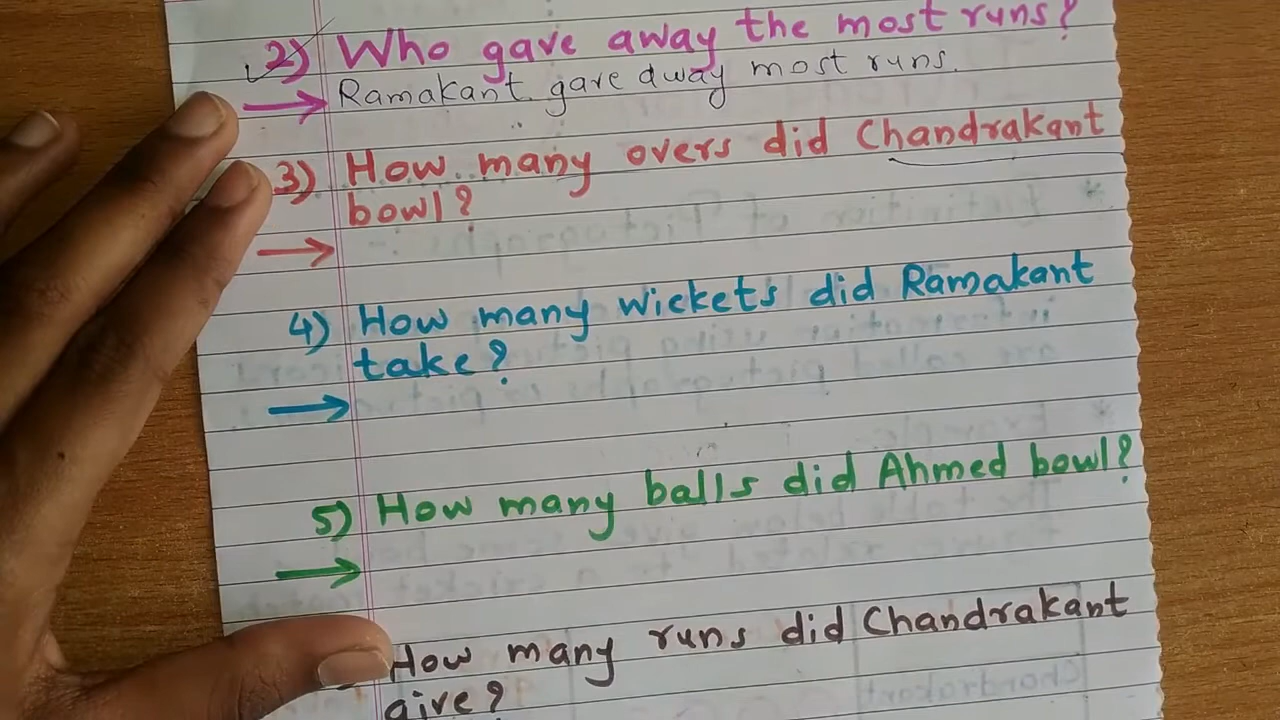 2) Who gave away the most runs?
Ramakant gave away most runs.
3) How many overs did Chandrakant
bowl?
4) How many wickets did Ramakant
take?
5) How many balls did Ahmed bowl?
How many runs did Chandrakant
give?